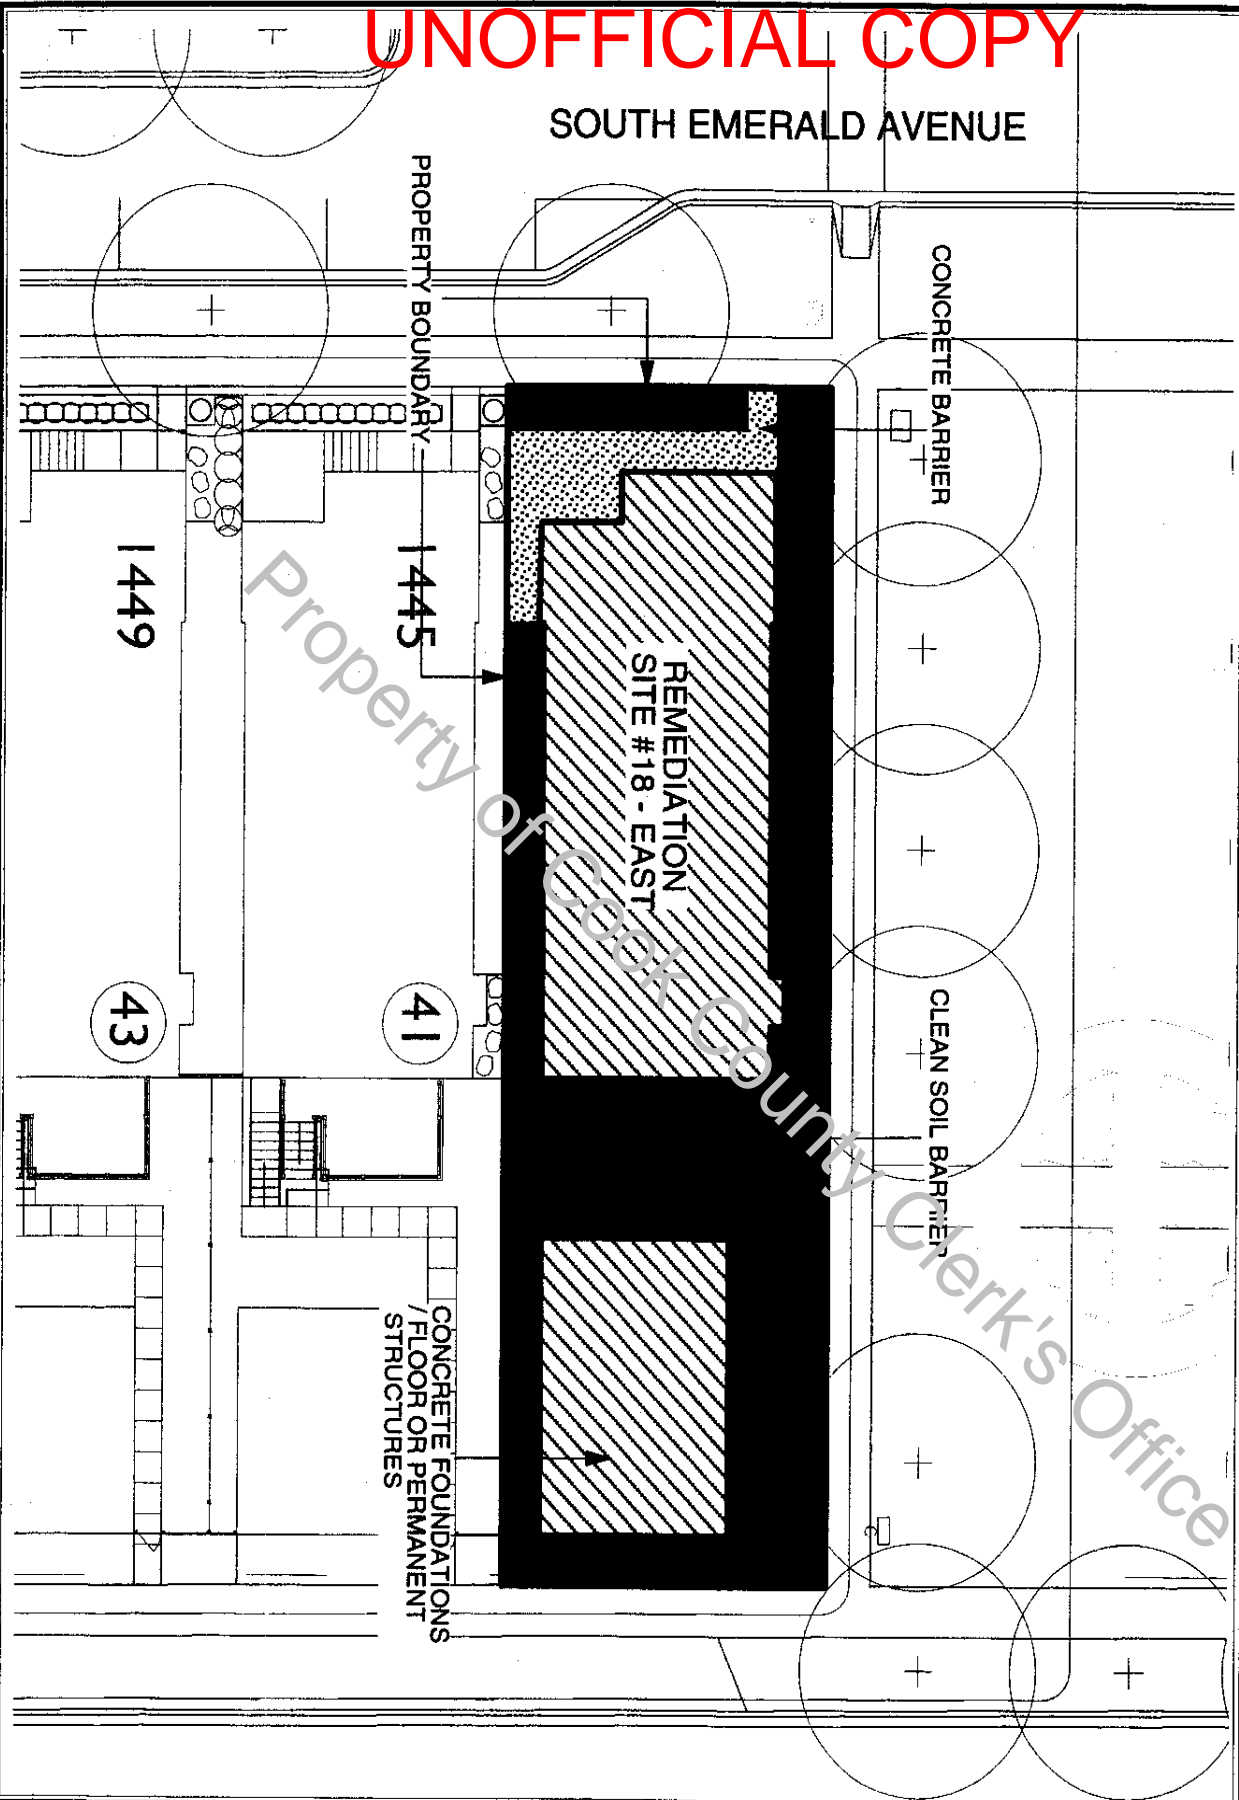 UNOFFICIAL COPY
SOUTH EMERALD AVENUE
PROPERTY BOUNDARY
CONCRETE BARRIER
1449
1445
REMEDIATION
SITE #18 - EAST
43
41
CLEAN SOIL BARRIER
CONCRETE FOUNDATIONS
/ FLOOR OR PERMANENT
STRUCTURES
Property of Cook County Clerk's Office